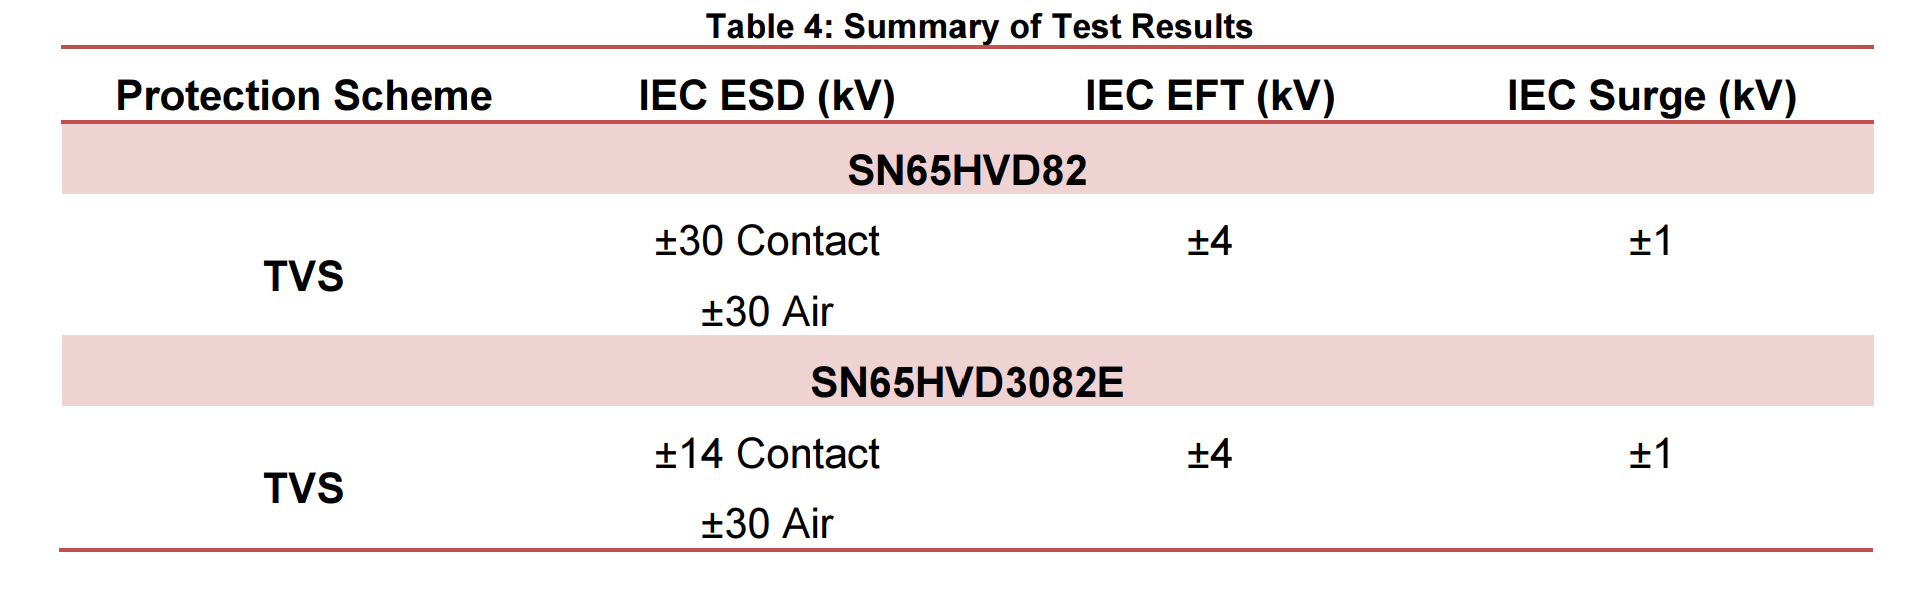 Table 4: Summary of Test Results
Protection Scheme IEC ESD (kV) IEC EFT (kV) IEC Surge (kV)
SN65HVD82
TVS ±30 Contact ±4 ±1
±30 Air
SN65HVD3082E
TVS ±14 Contact ±4 ±1
±30 Air